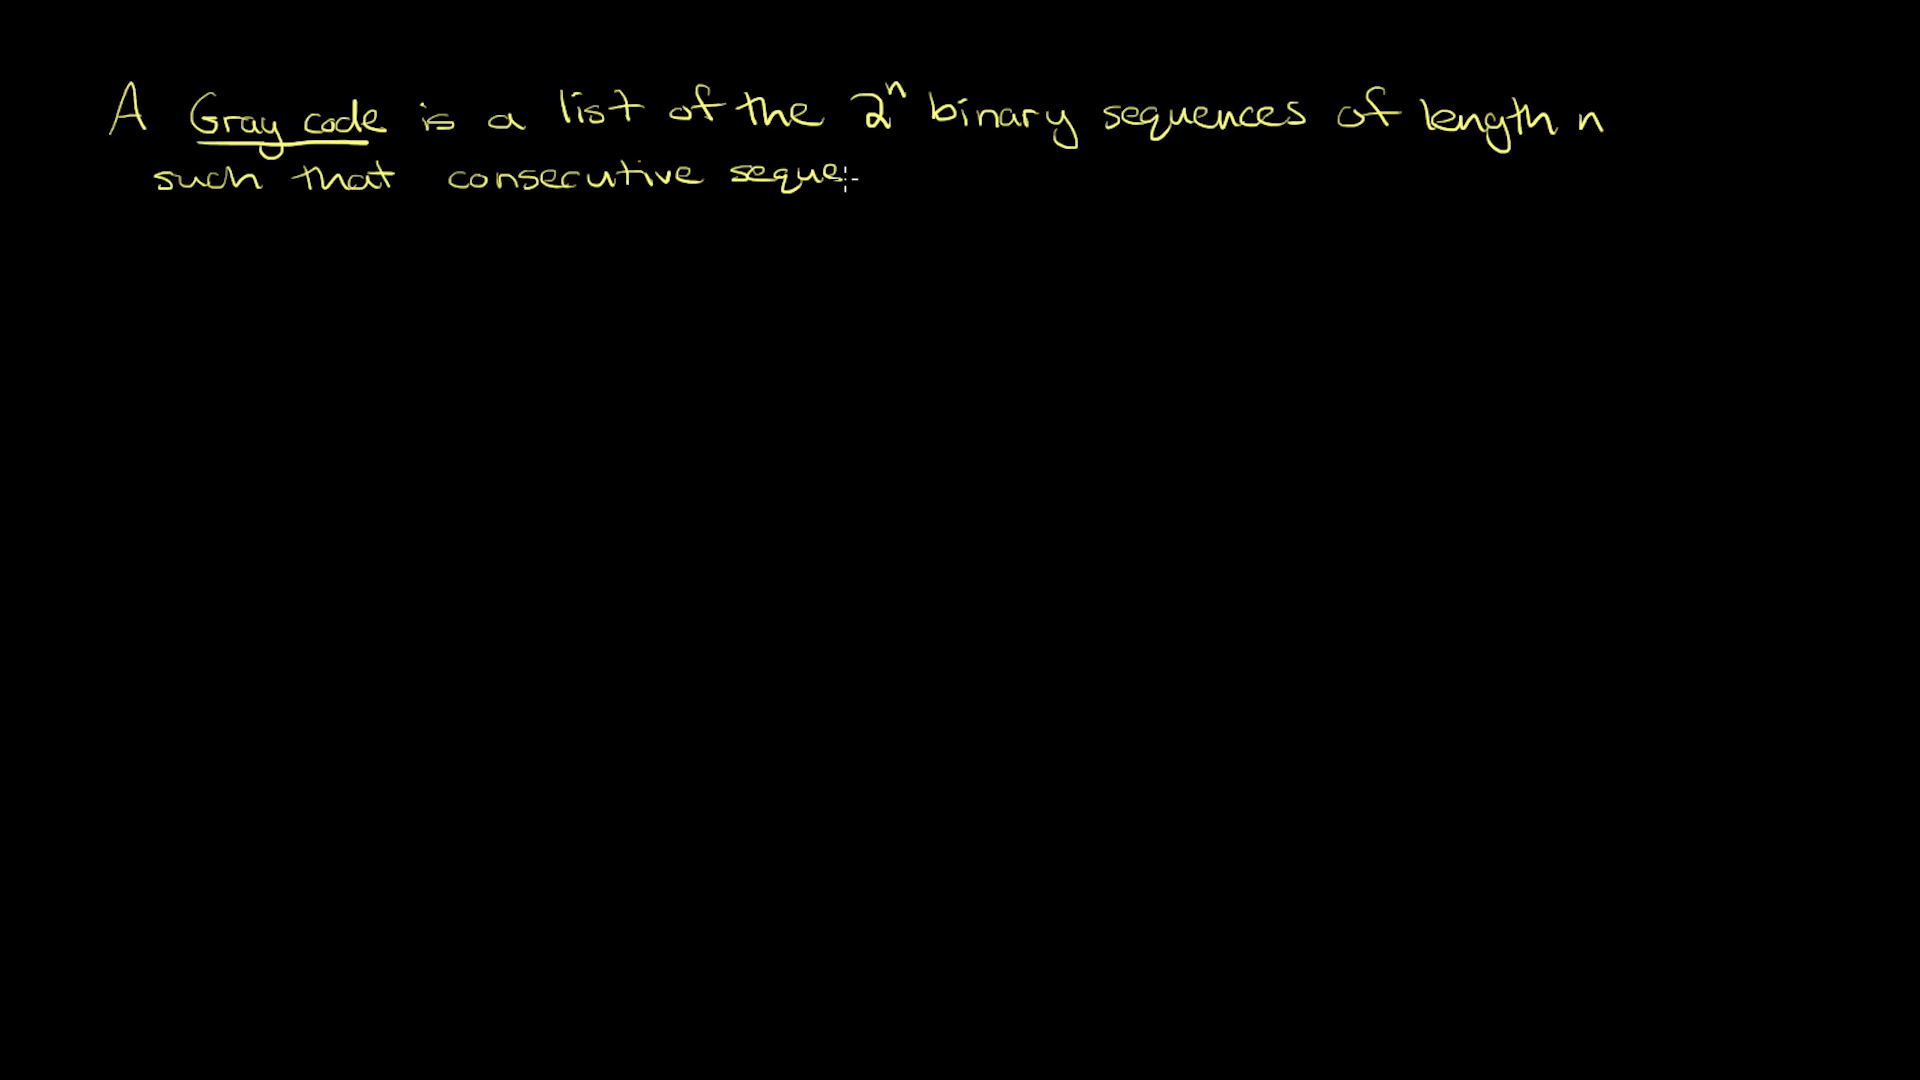 A Gray code is a list of the 2ⁿ binary sequences of length n
such that consecutive seque